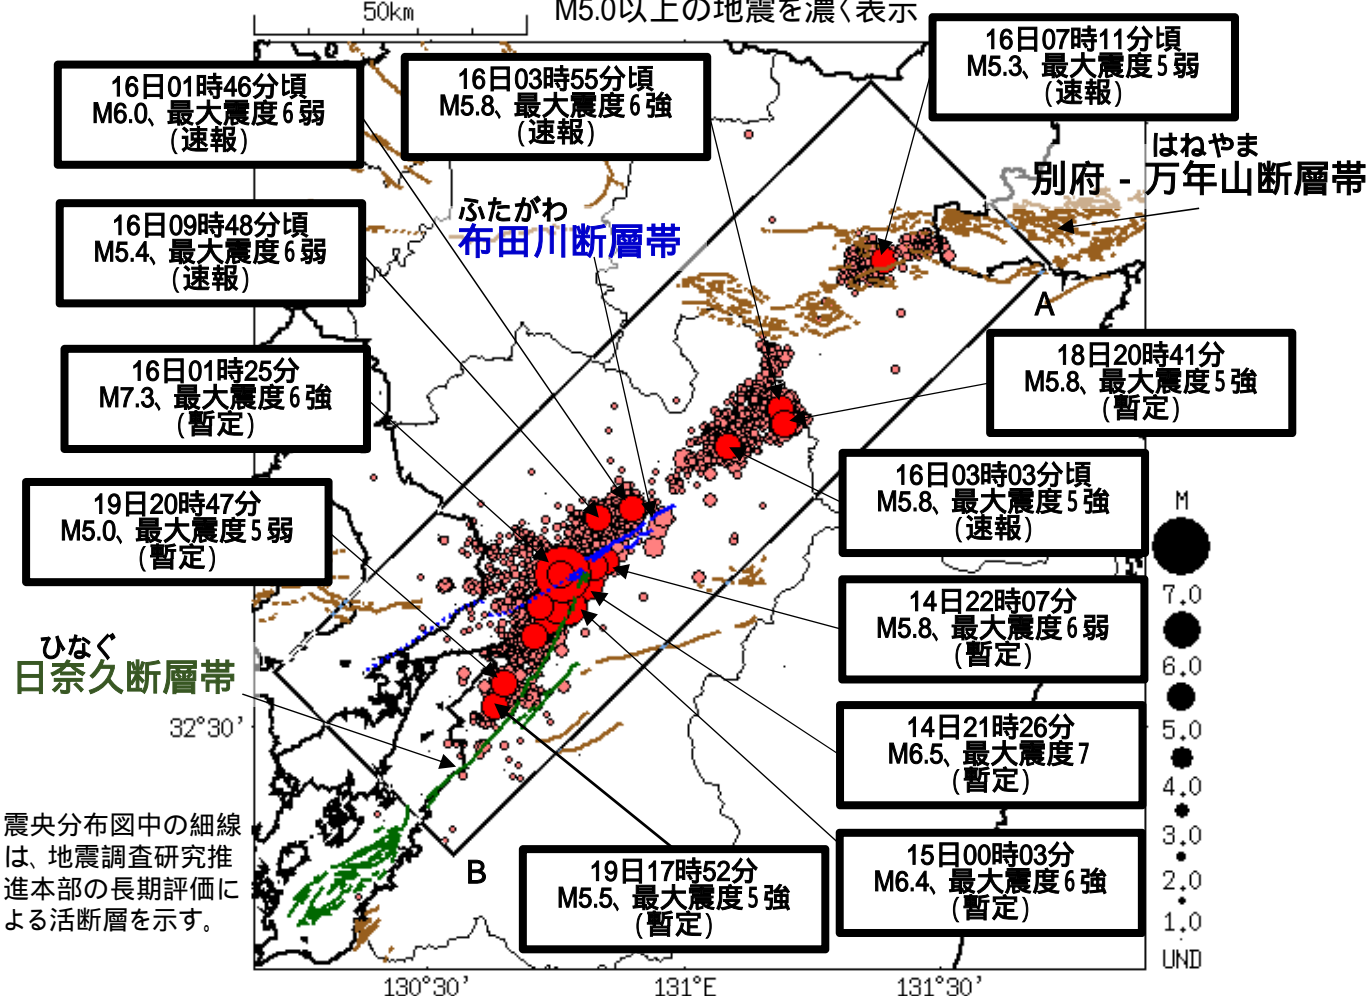 50km
M5.0以上の地震を濃く表示
16日01時46分頃
M6.0、最大震度6弱
(速報)
16日03時55分頃
M5.8、最大震度6強
(速報)
16日07時11分頃
M5.3、最大震度5弱
(速報)
はねやま
別府－万年山断層帯
16日09時48分頃
M5.4、最大震度6弱
(速報)
ふたがわ
布田川断層帯
A
16日01時25分
M7.3、最大震度6強
(暫定)
18日20時41分
M5.8、最大震度5強
(暫定)
16日03時03分頃
M5.8、最大震度5強
(速報)
19日20時47分
M5.0、最大震度5弱
(暫定)
14日22時07分
M5.8、最大震度6弱
(暫定)
ひなぐ
日奈久断層帯
32°30'
14日21時26分
M6.5、最大震度7
(暫定)
震央分布図中の細線
は、地震調査研究推
進本部の長期評価に
よる活断層を示す。
B
19日17時52分
M5.5、最大震度5強
(暫定)
15日00時03分
M6.4、最大震度6強
(暫定)
M
7.0
6.0
5.0
4.0
3.0
2.0
1.0
UND
130°30'
131°E
131°30'